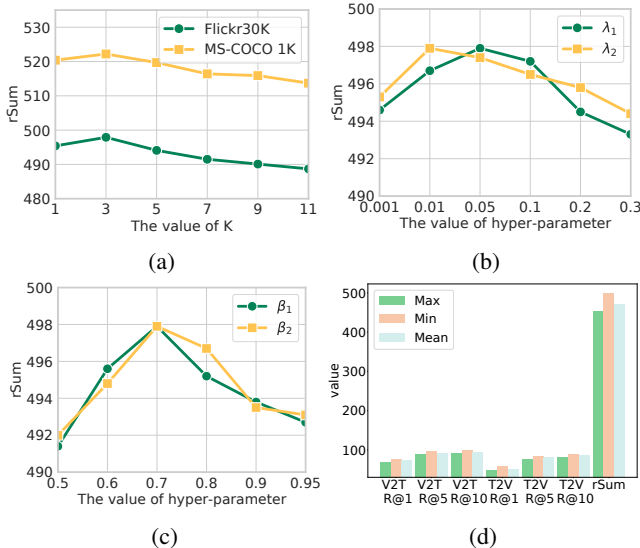 530
520
510
500
490
480
rSum
Flickr30K
MS-COCO 1K
1 3 5 7 9 11
The value of K
(a)
500
498
496
494
492
490
rSum
λ1
λ2
0.001 0.01 0.05 0.1 0.2 0.3
The value of hyper-parameter
(b)
500
498
496
494
492
490
rSum
β1
β2
0.5 0.6 0.7 0.8 0.9 0.95
The value of hyper-parameter
(c)
500
400
300
200
100
value
Max
Min
Mean
V2T V2T V2T T2V T2V T2V rSum
R@1 R@5 R@10 R@1 R@5 R@10
(d)